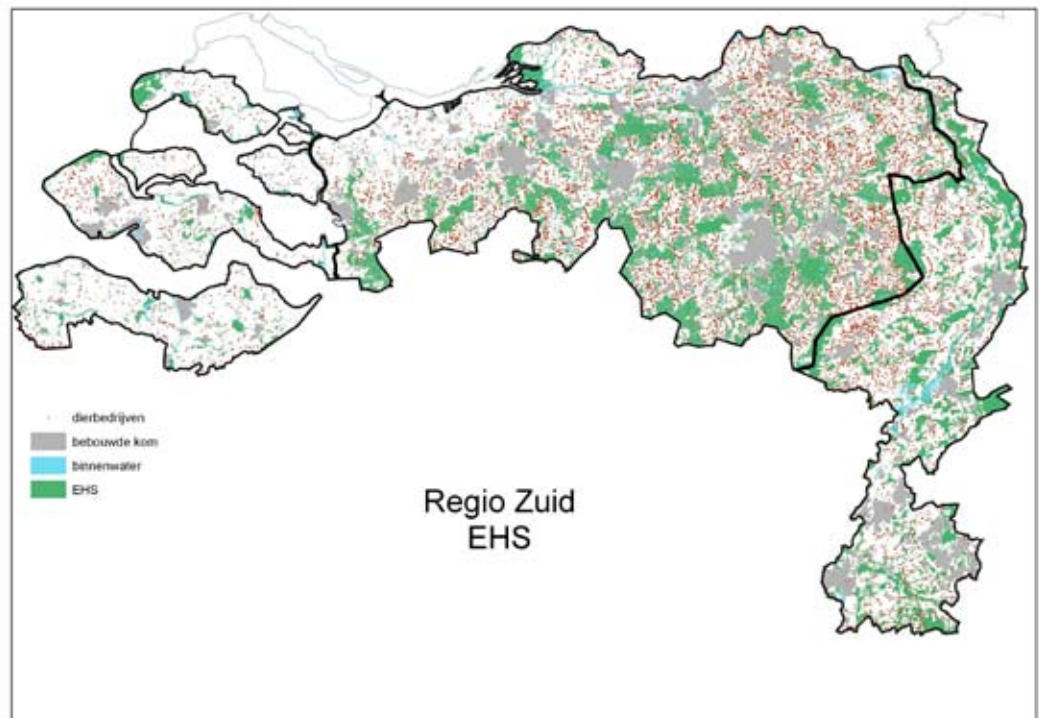 dierbedrijven
bebouwde kom
binnenwater
EHS
Regio Zuid
EHS